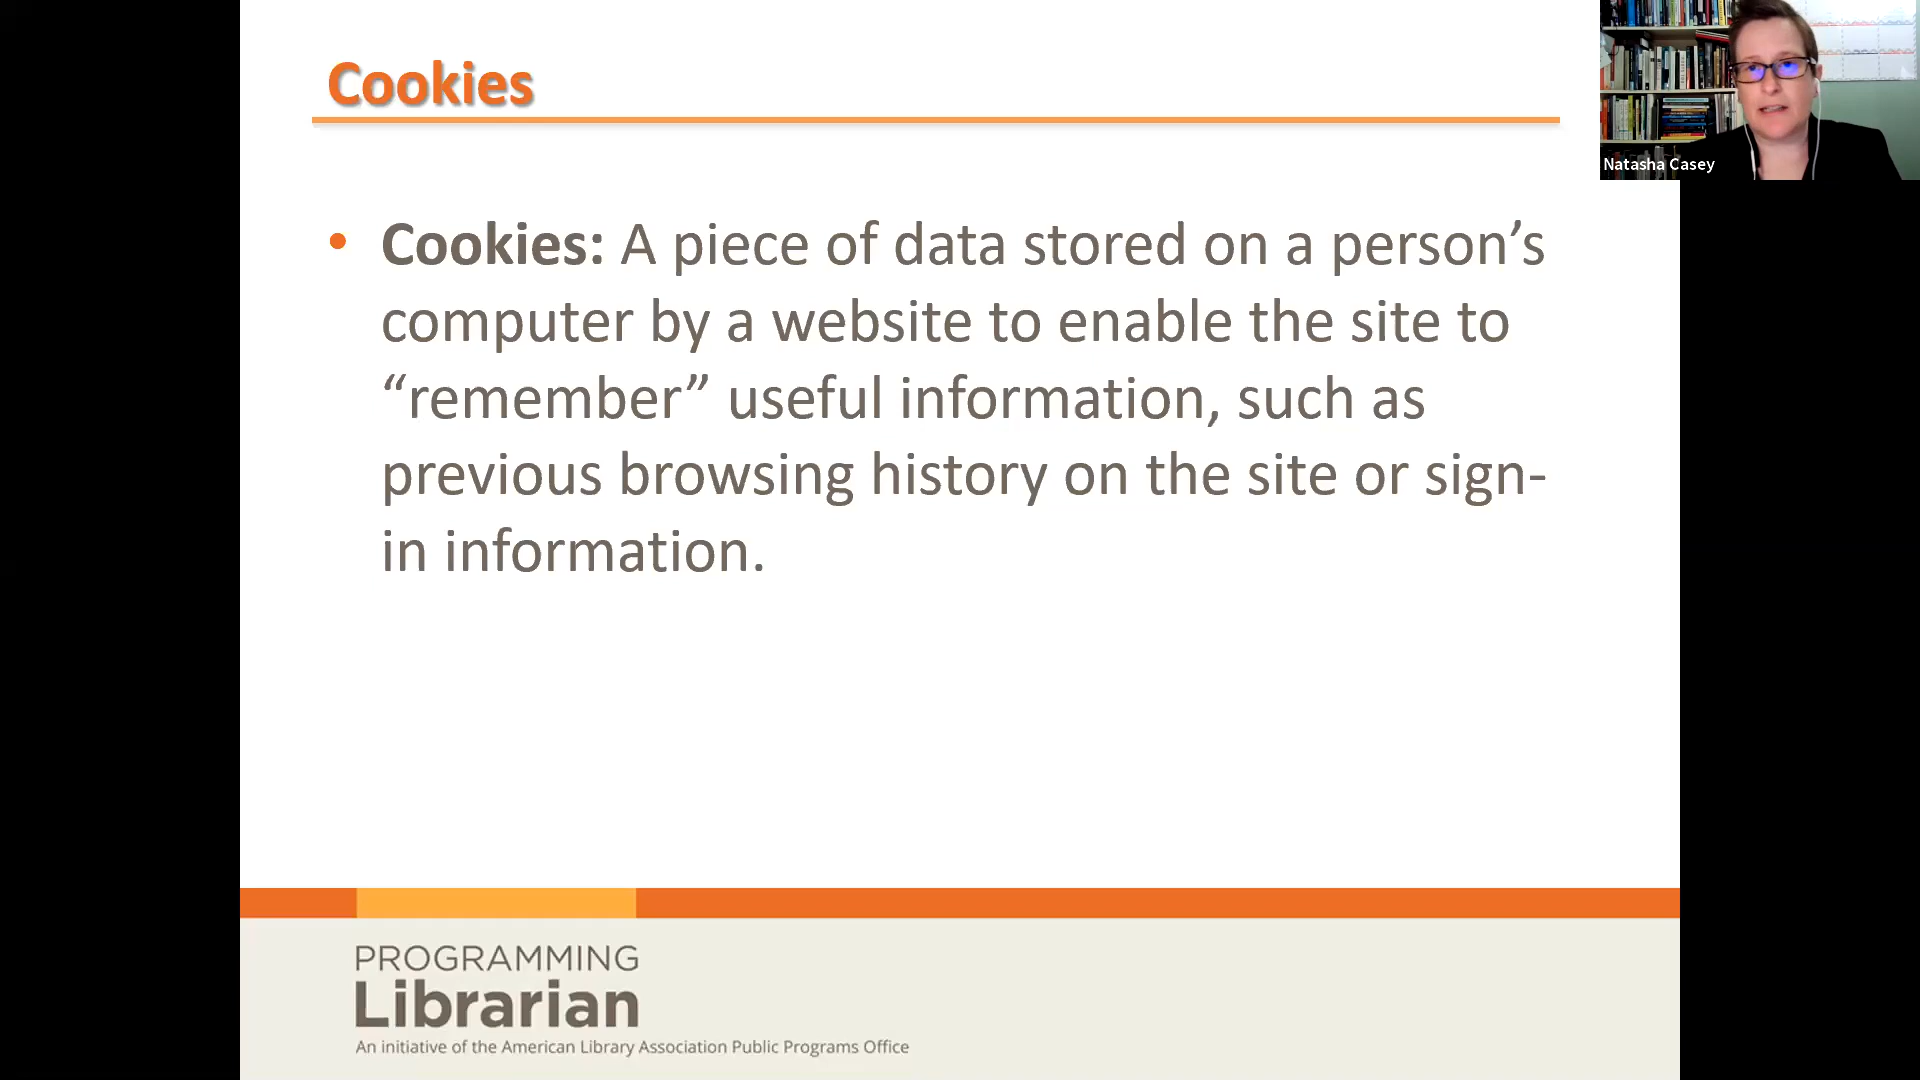 Cookies
Natasha Casey
• Cookies: A piece of data stored on a person’s
computer by a website to enable the site to
“remember” useful information, such as
previous browsing history on the site or sign-
in information.
PROGRAMMING
Librarian
An initiative of the American Library Association Public Programs Office